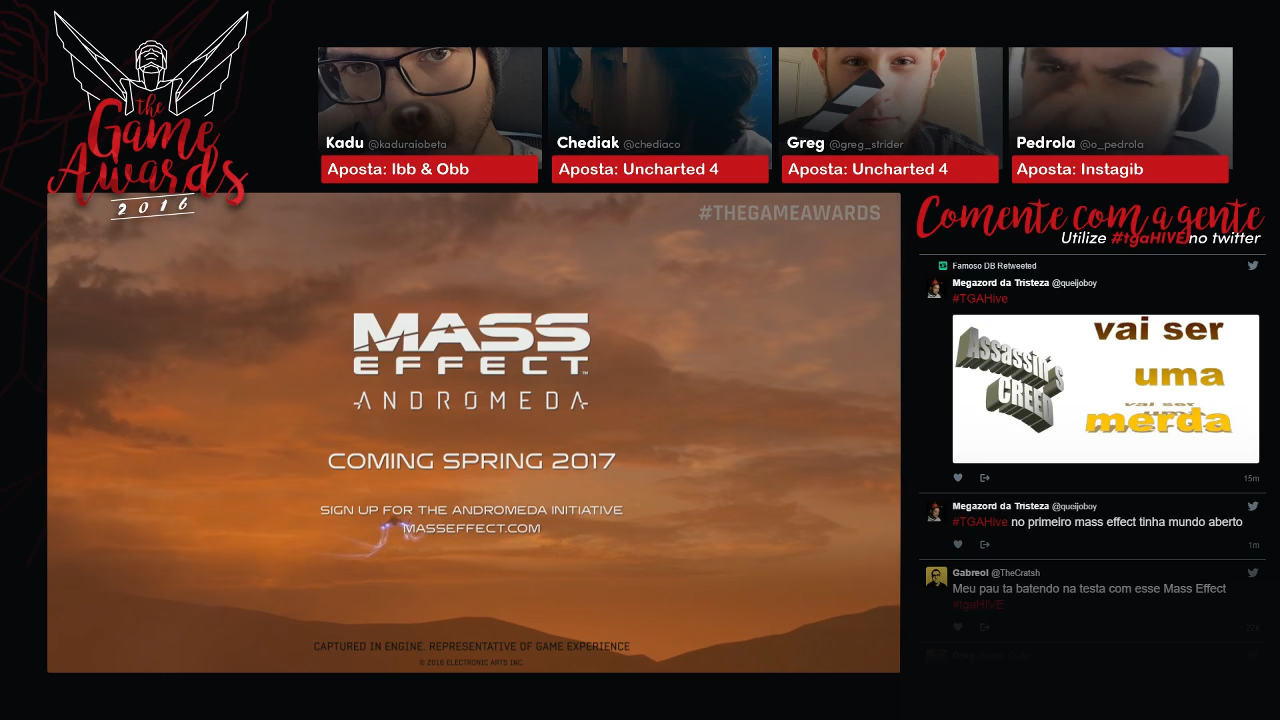 the
Game
Awards
2016
Kadu @kaduraiobeta
Aposta: Ibb & Obb
Chediak @chediaco
Aposta: Uncharted 4
Greg @greg_strider
Aposta: Uncharted 4
Pedrola @o_pedrola
Aposta: Instagib
#THEGAMEAWARDS
MASS
EFFECT
ANDROMEDA
COMING SPRING 2017
SIGN UP FOR THE ANDROMEDA INITIATIVE
MASSEFFECT.COM
CAPTURED IN ENGINE. REPRESENTATIVE OF GAME EXPERIENCE
© 2016 ELECTRONIC ARTS INC.
Comente com a gente
Utilize #tgaHIVE no twitter
Famoso DB Retweeted
Megazord da Tristeza @queijoboy
#TGAHive
Assassin's
CREED
vai ser
uma
vai ser
uma
merda
15m
Megazord da Tristeza @queijoboy
#TGAHive no primeiro mass effect tinha mundo aberto
1m
Gabreol @TheCratsh
Meu pau ta batendo na testa com esse Mass Effect
#tgaHIVE